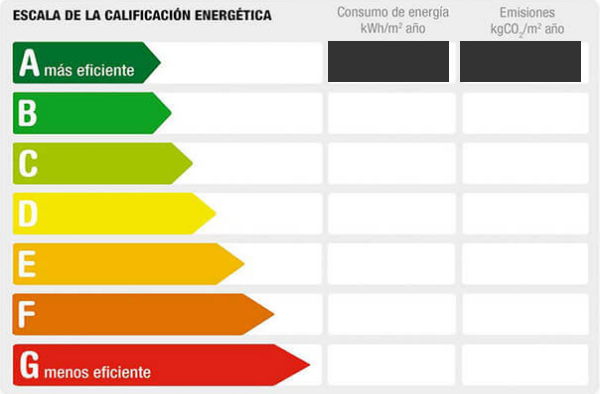 ESCALA DE LA CALIFICACIÓN ENERGÉTICA
Consumo de energía
kWh/m² año
Emisiones
kgCO₂/m² año
A más eficiente
B
C
D
E
F
G menos eficiente